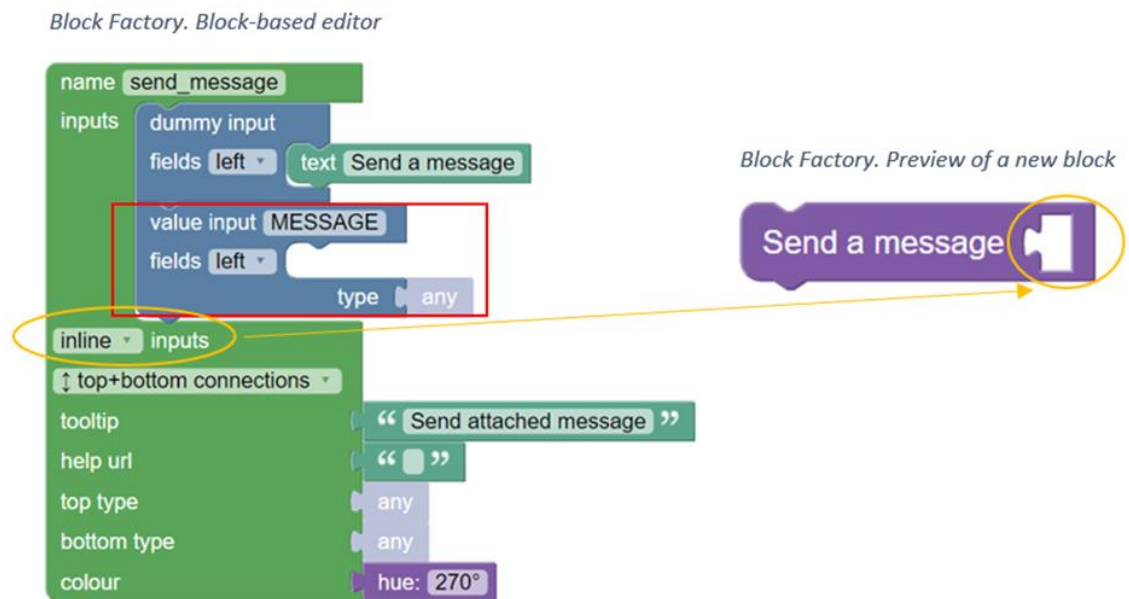 Block Factory. Block-based editor
name send_message
inputs dummy input
fields left text Send a message
value input MESSAGE
fields left
type any
inline inputs
↕ top+bottom connections
tooltip “ Send attached message ”
help url “ ”
top type any
bottom type any
colour hue: 270°
Block Factory. Preview of a new block
Send a message